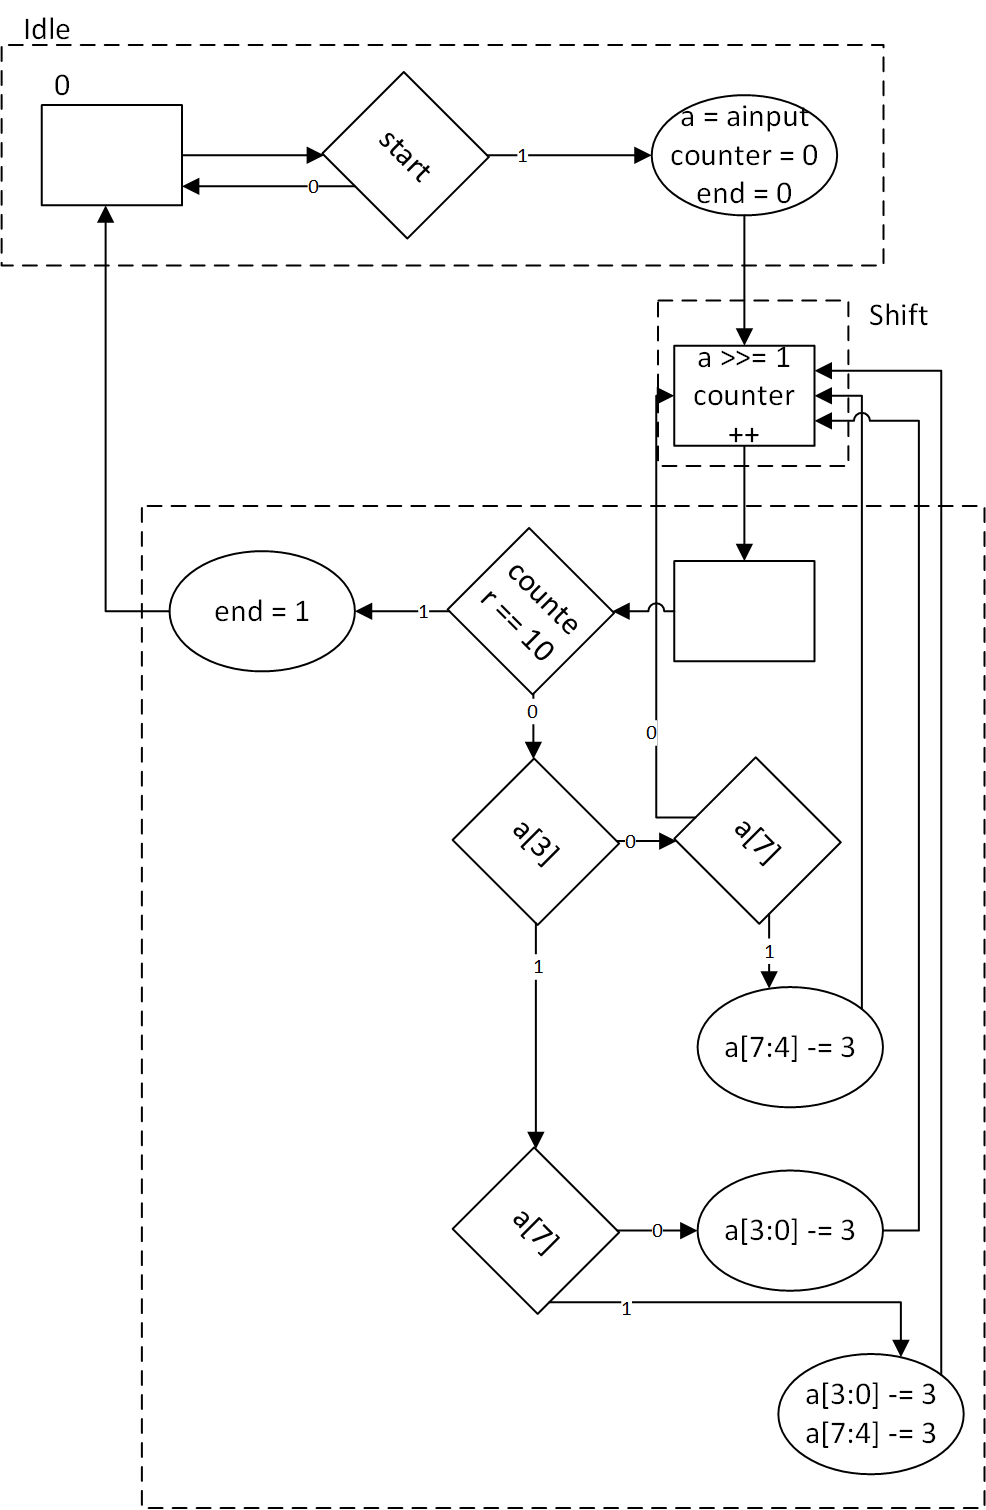 Idle
0
start
1
0
a = ainput
counter = 0
end = 0
Shift
a >>= 1
counter
++
end = 1
1
counte
r == 10
0
0
a[3]
0
a[7]
1
1
a[7:4] -= 3
a[7]
0
a[3:0] -= 3
1
a[3:0] -= 3
a[7:4] -= 3